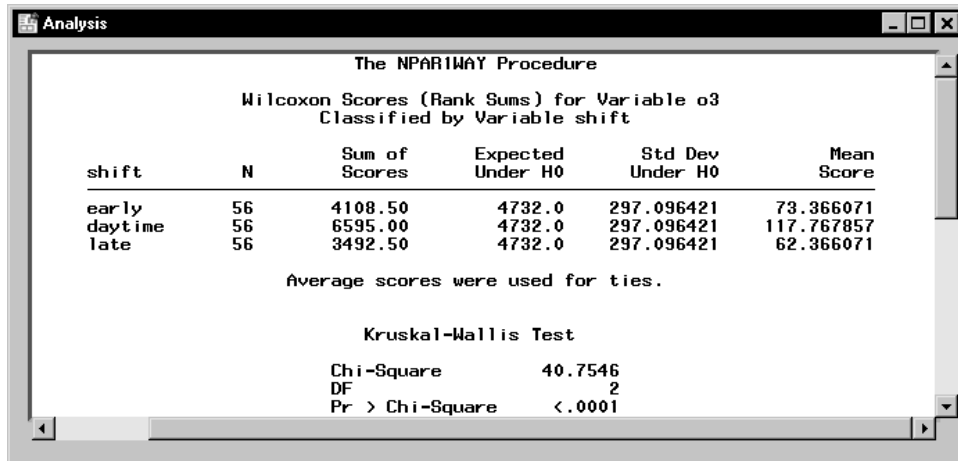 Analysis
The NPAR1WAY Procedure
Wilcoxon Scores (Rank Sums) for Variable o3
Classified by Variable shift
Sum of Expected Std Dev Mean
shift N Scores Under H0 Under H0 Score
early 56 4108.50 4732.0 297.096421 73.366071
daytime 56 6595.00 4732.0 297.096421 117.767857
late 56 3492.50 4732.0 297.096421 62.366071
Average scores were used for ties.
Kruskal-Wallis Test
Chi-Square 40.7546
DF 2
Pr > Chi-Square <.0001